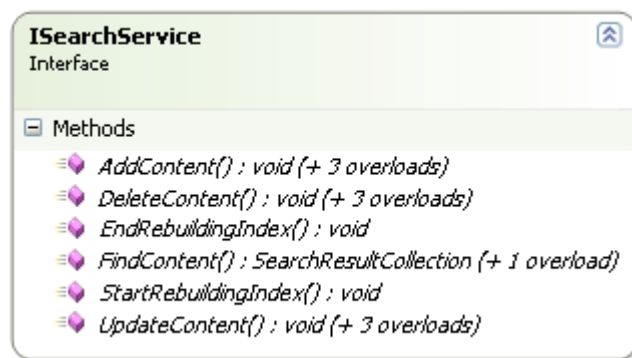 ISearchService
Interface
Methods
AddContent() : void (+ 3 overloads)
DeleteContent() : void (+ 3 overloads)
EndRebuildingIndex() : void
FindContent() : SearchResultCollection (+ 1 overload)
StartRebuildingIndex() : void
UpdateContent() : void (+ 3 overloads)